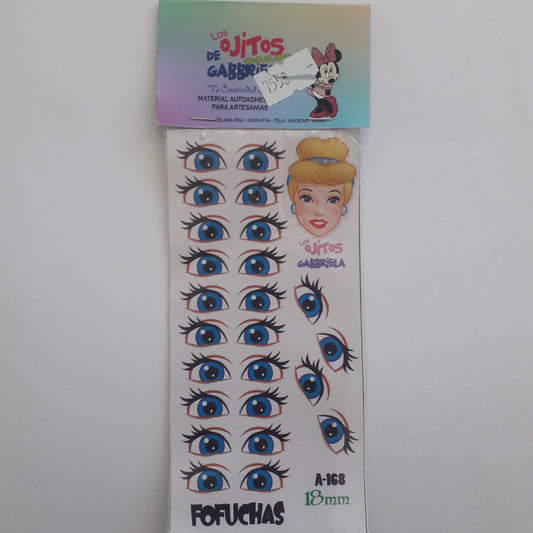 Los
OJITOS
DE
GABBRIELA
Tu Creatividad
MATERIAL AUTOADHE
PARA ARTESANIAS
CELANA FRIA - GOMA EVA - TELA - MADERA
LOS
OJITOS
GABBRIELA
A-168
18mm
FOFUCHAS